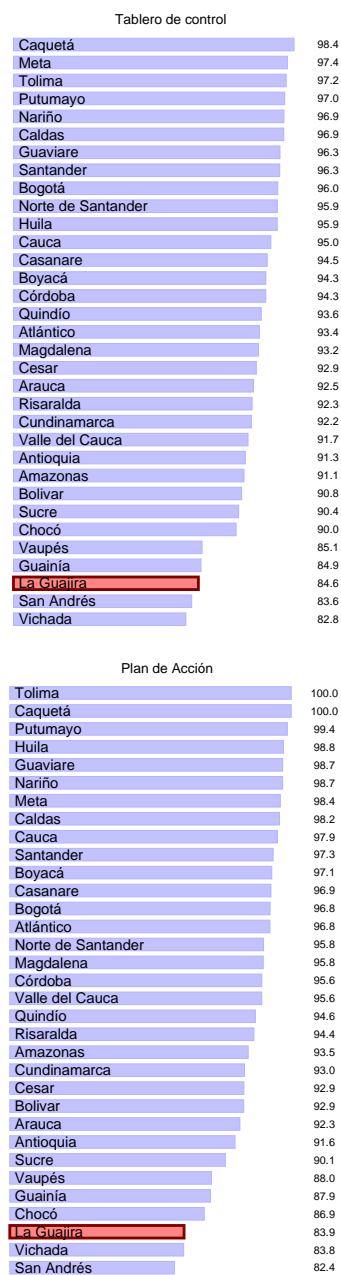 Tablero de control
Caquetá 98.4
Meta 97.4
Tolima 97.2
Putumayo 97.0
Nariño 96.9
Caldas 96.9
Guaviare 96.3
Santander 96.3
Bogotá 96.0
Norte de Santander 95.9
Huila 95.9
Cauca 95.0
Casanare 94.5
Boyacá 94.3
Córdoba 94.3
Quindío 93.6
Atlántico 93.4
Magdalena 93.2
Cesar 92.9
Arauca 92.5
Risaralda 92.3
Cundinamarca 92.2
Valle del Cauca 91.7
Antioquia 91.3
Amazonas 91.1
Bolivar 90.8
Sucre 90.4
Chocó 90.0
Vaupés 85.1
Guainía 84.9
La Guajira 84.6
San Andrés 83.6
Vichada 82.8
Plan de Acción
Tolima 100.0
Caquetá 100.0
Putumayo 99.4
Huila 98.8
Guaviare 98.7
Nariño 98.7
Meta 98.4
Caldas 98.2
Cauca 97.9
Santander 97.3
Boyacá 97.1
Casanare 96.9
Bogotá 96.8
Atlántico 96.8
Norte de Santander 95.8
Magdalena 95.8
Córdoba 95.6
Valle del Cauca 95.6
Quindío 94.6
Risaralda 94.4
Amazonas 93.5
Cundinamarca 93.0
Cesar 92.9
Bolivar 92.9
Arauca 92.3
Antioquia 91.6
Sucre 90.1
Vaupés 88.0
Guainía 87.9
Chocó 86.9
La Guajira 83.9
Vichada 83.8
San Andrés 82.4